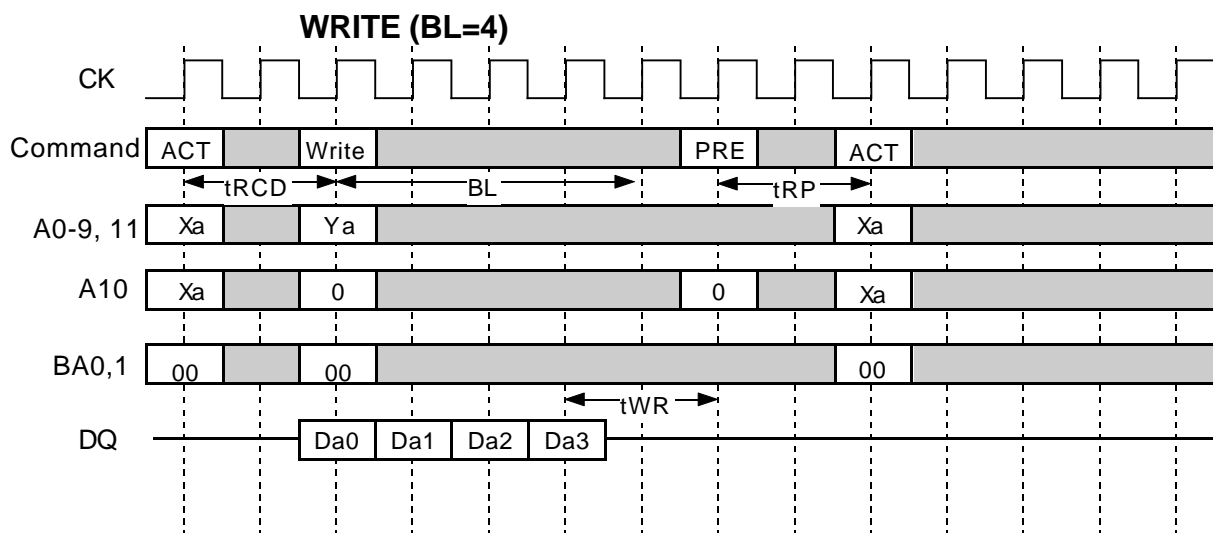 WRITE (BL=4)
CK
Command ACT Write PRE ACT
tRCD BL tRP
A0-9, 11 Xa Ya Xa
A10 Xa 0 0 Xa
BA0,1 00 00 00
tWR
DQ Da0 Da1 Da2 Da3